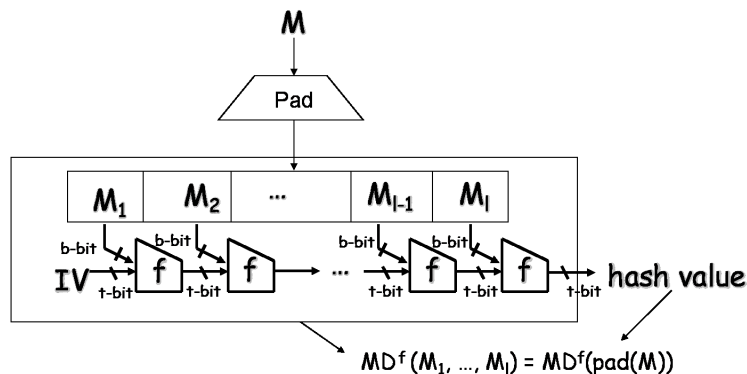 M
Pad
M₁ M₂ ... Mₗ₋₁ Mₗ
b-bit b-bit b-bit b-bit
IV f f ... f f hash value
t-bit t-bit t-bit t-bit t-bit
MDᶠ(M₁, ..., Mₗ) = MDᶠ(pad(M))